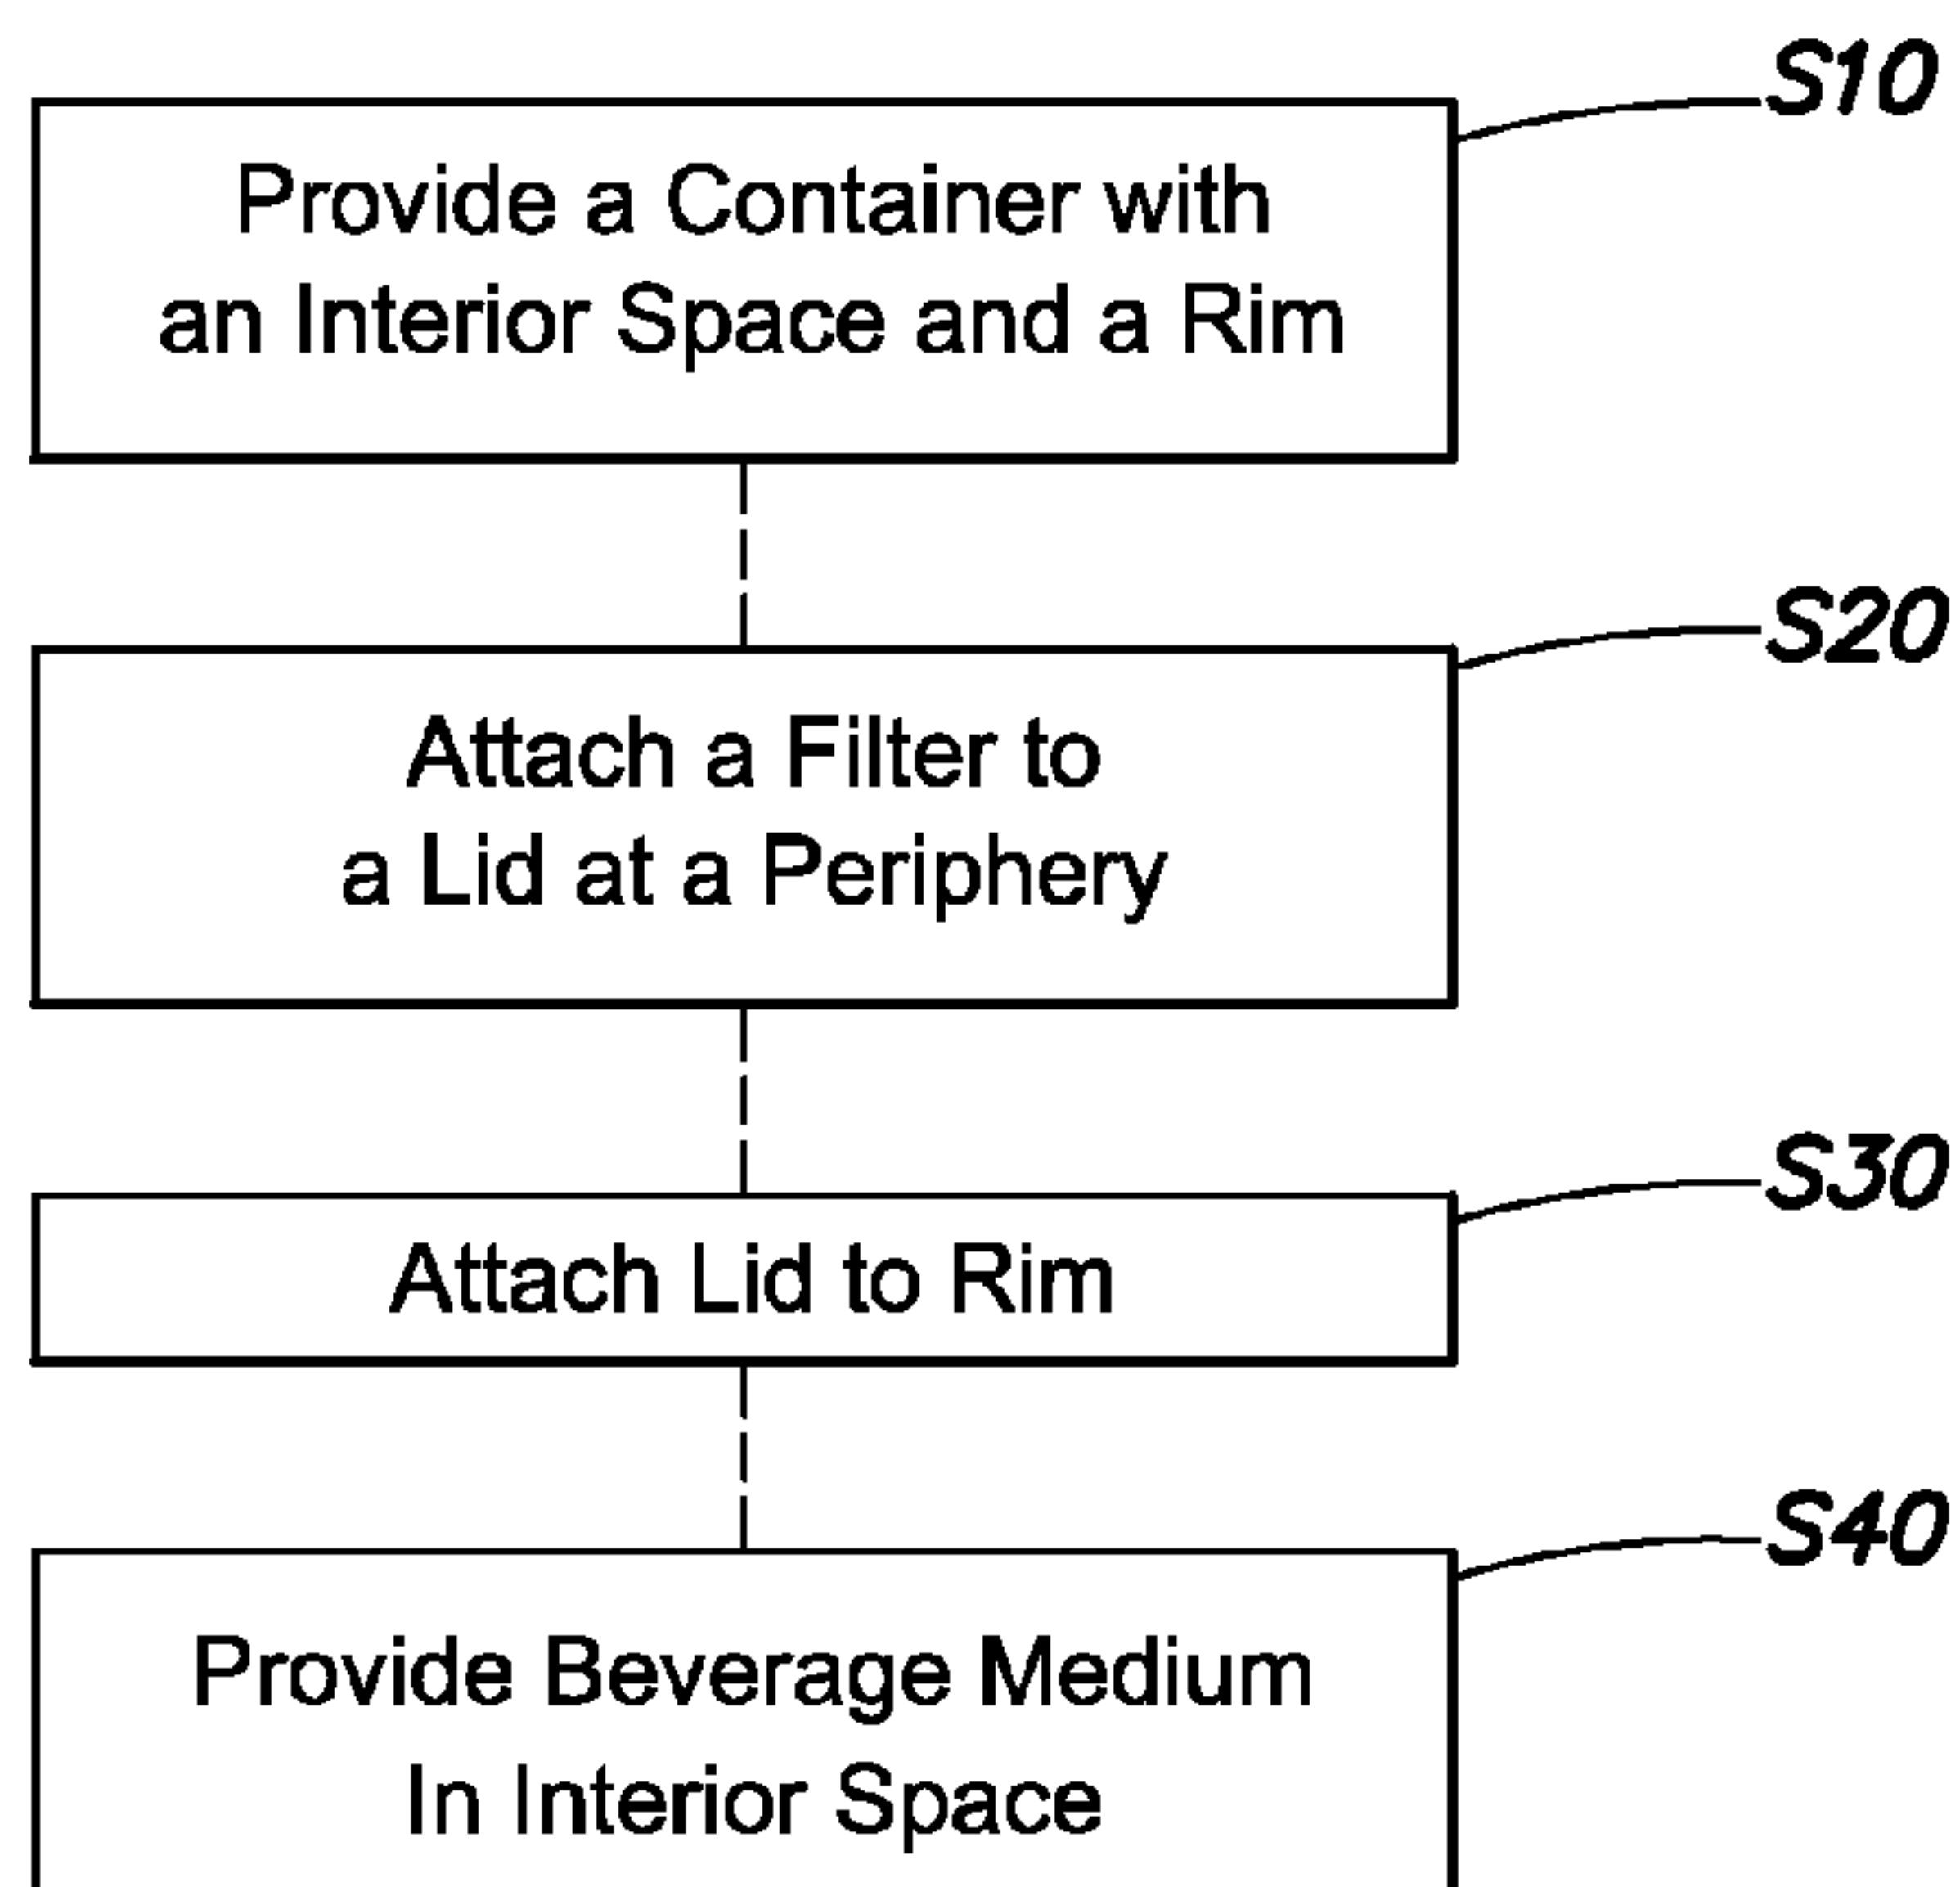 S10
Provide a Container with
an Interior Space and a Rim
S20
Attach a Filter to
a Lid at a Periphery
S30
Attach Lid to Rim
S40
Provide Beverage Medium
In Interior Space